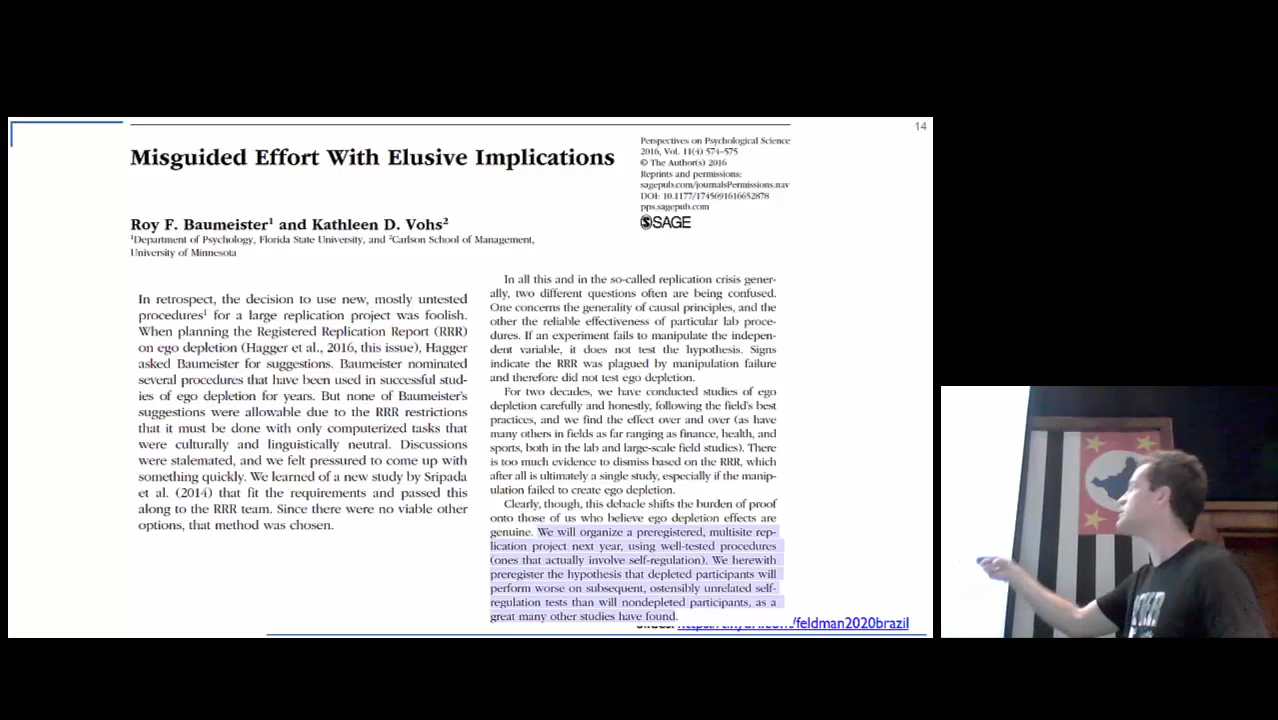 14
Misguided Effort With Elusive Implications
Perspectives on Psychological Science
2016, Vol. 11(4) 574–575
© The Author(s) 2016
Reprints and permissions:
sagepub.com/journalsPermissions.nav
DOI: 10.1177/1745691616652878
pps.sagepub.com
SAGE
Roy F. Baumeister¹ and Kathleen D. Vohs²
¹Department of Psychology, Florida State University, and ²Carlson School of Management,
University of Minnesota
In retrospect, the decision to use new, mostly untested
procedures¹ for a large replication project was foolish.
When planning the Registered Replication Report (RRR)
on ego depletion (Hagger et al., 2016, this issue), Hagger
asked Baumeister for suggestions. Baumeister nominated
several procedures that have been used in successful stud-
ies of ego depletion for years. But none of Baumeister's
suggestions were allowable due to the RRR restrictions
that it must be done with only computerized tasks that
were culturally and linguistically neutral. Discussions
were stalemated, and we felt pressured to come up with
something quickly. We learned of a new study by Sripada
et al. (2014) that fit the requirements and passed this
along to the RRR team. Since there were no viable other
options, that method was chosen.
In all this and in the so-called replication crisis gener-
ally, two different questions often are being confused.
One concerns the generality of causal principles, and the
other the reliable effectiveness of particular lab proce-
dures. If an experiment fails to manipulate the indepen-
dent variable, it does not test the hypothesis. Signs
indicate the RRR was plagued by manipulation failure
and therefore did not test ego depletion.
For two decades, we have conducted studies of ego
depletion carefully and honestly, following the field's best
practices, and we find the effect over and over (as have
many others in fields as far ranging as finance, health, and
sports, both in the lab and large-scale field studies). There
is too much evidence to dismiss based on the RRR, which
after all is ultimately a single study, especially if the manip-
ulation failed to create ego depletion.
Clearly, though, this debacle shifts the burden of proof
onto those of us who believe ego depletion effects are
genuine. We will organize a preregistered, multisite rep-
lication project next year, using well-tested procedures
(ones that actually involve self-regulation). We herewith
preregister the hypothesis that depleted participants will
perform worse on subsequent, ostensibly unrelated self-
regulation tests than will nondepleted participants, as a
great many other studies have found.
/feldman2020brazil